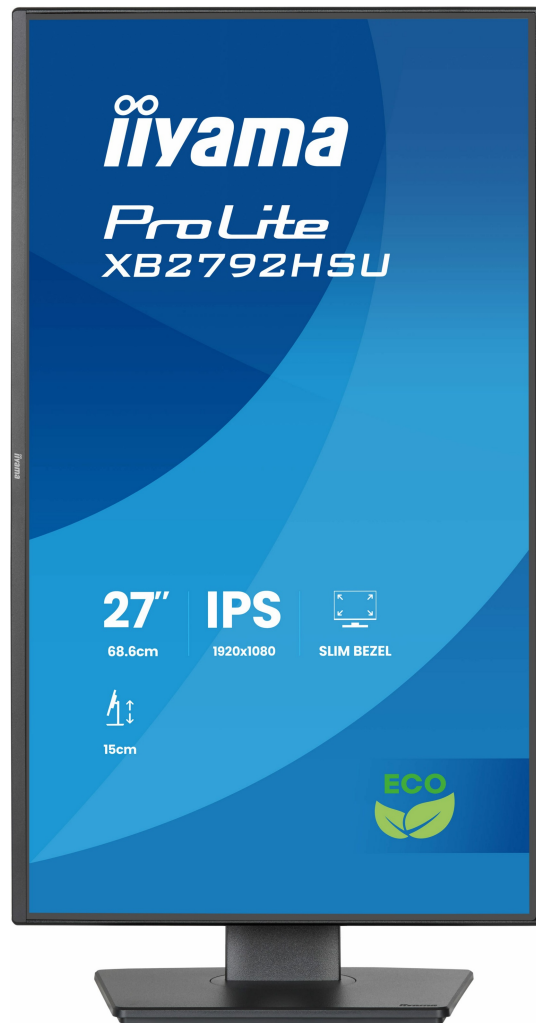 iiyama
ProLite
XB2792HSU
iiyama
27" IPS
68.6cm 1920x1080 SLIM BEZEL
15cm
ECO